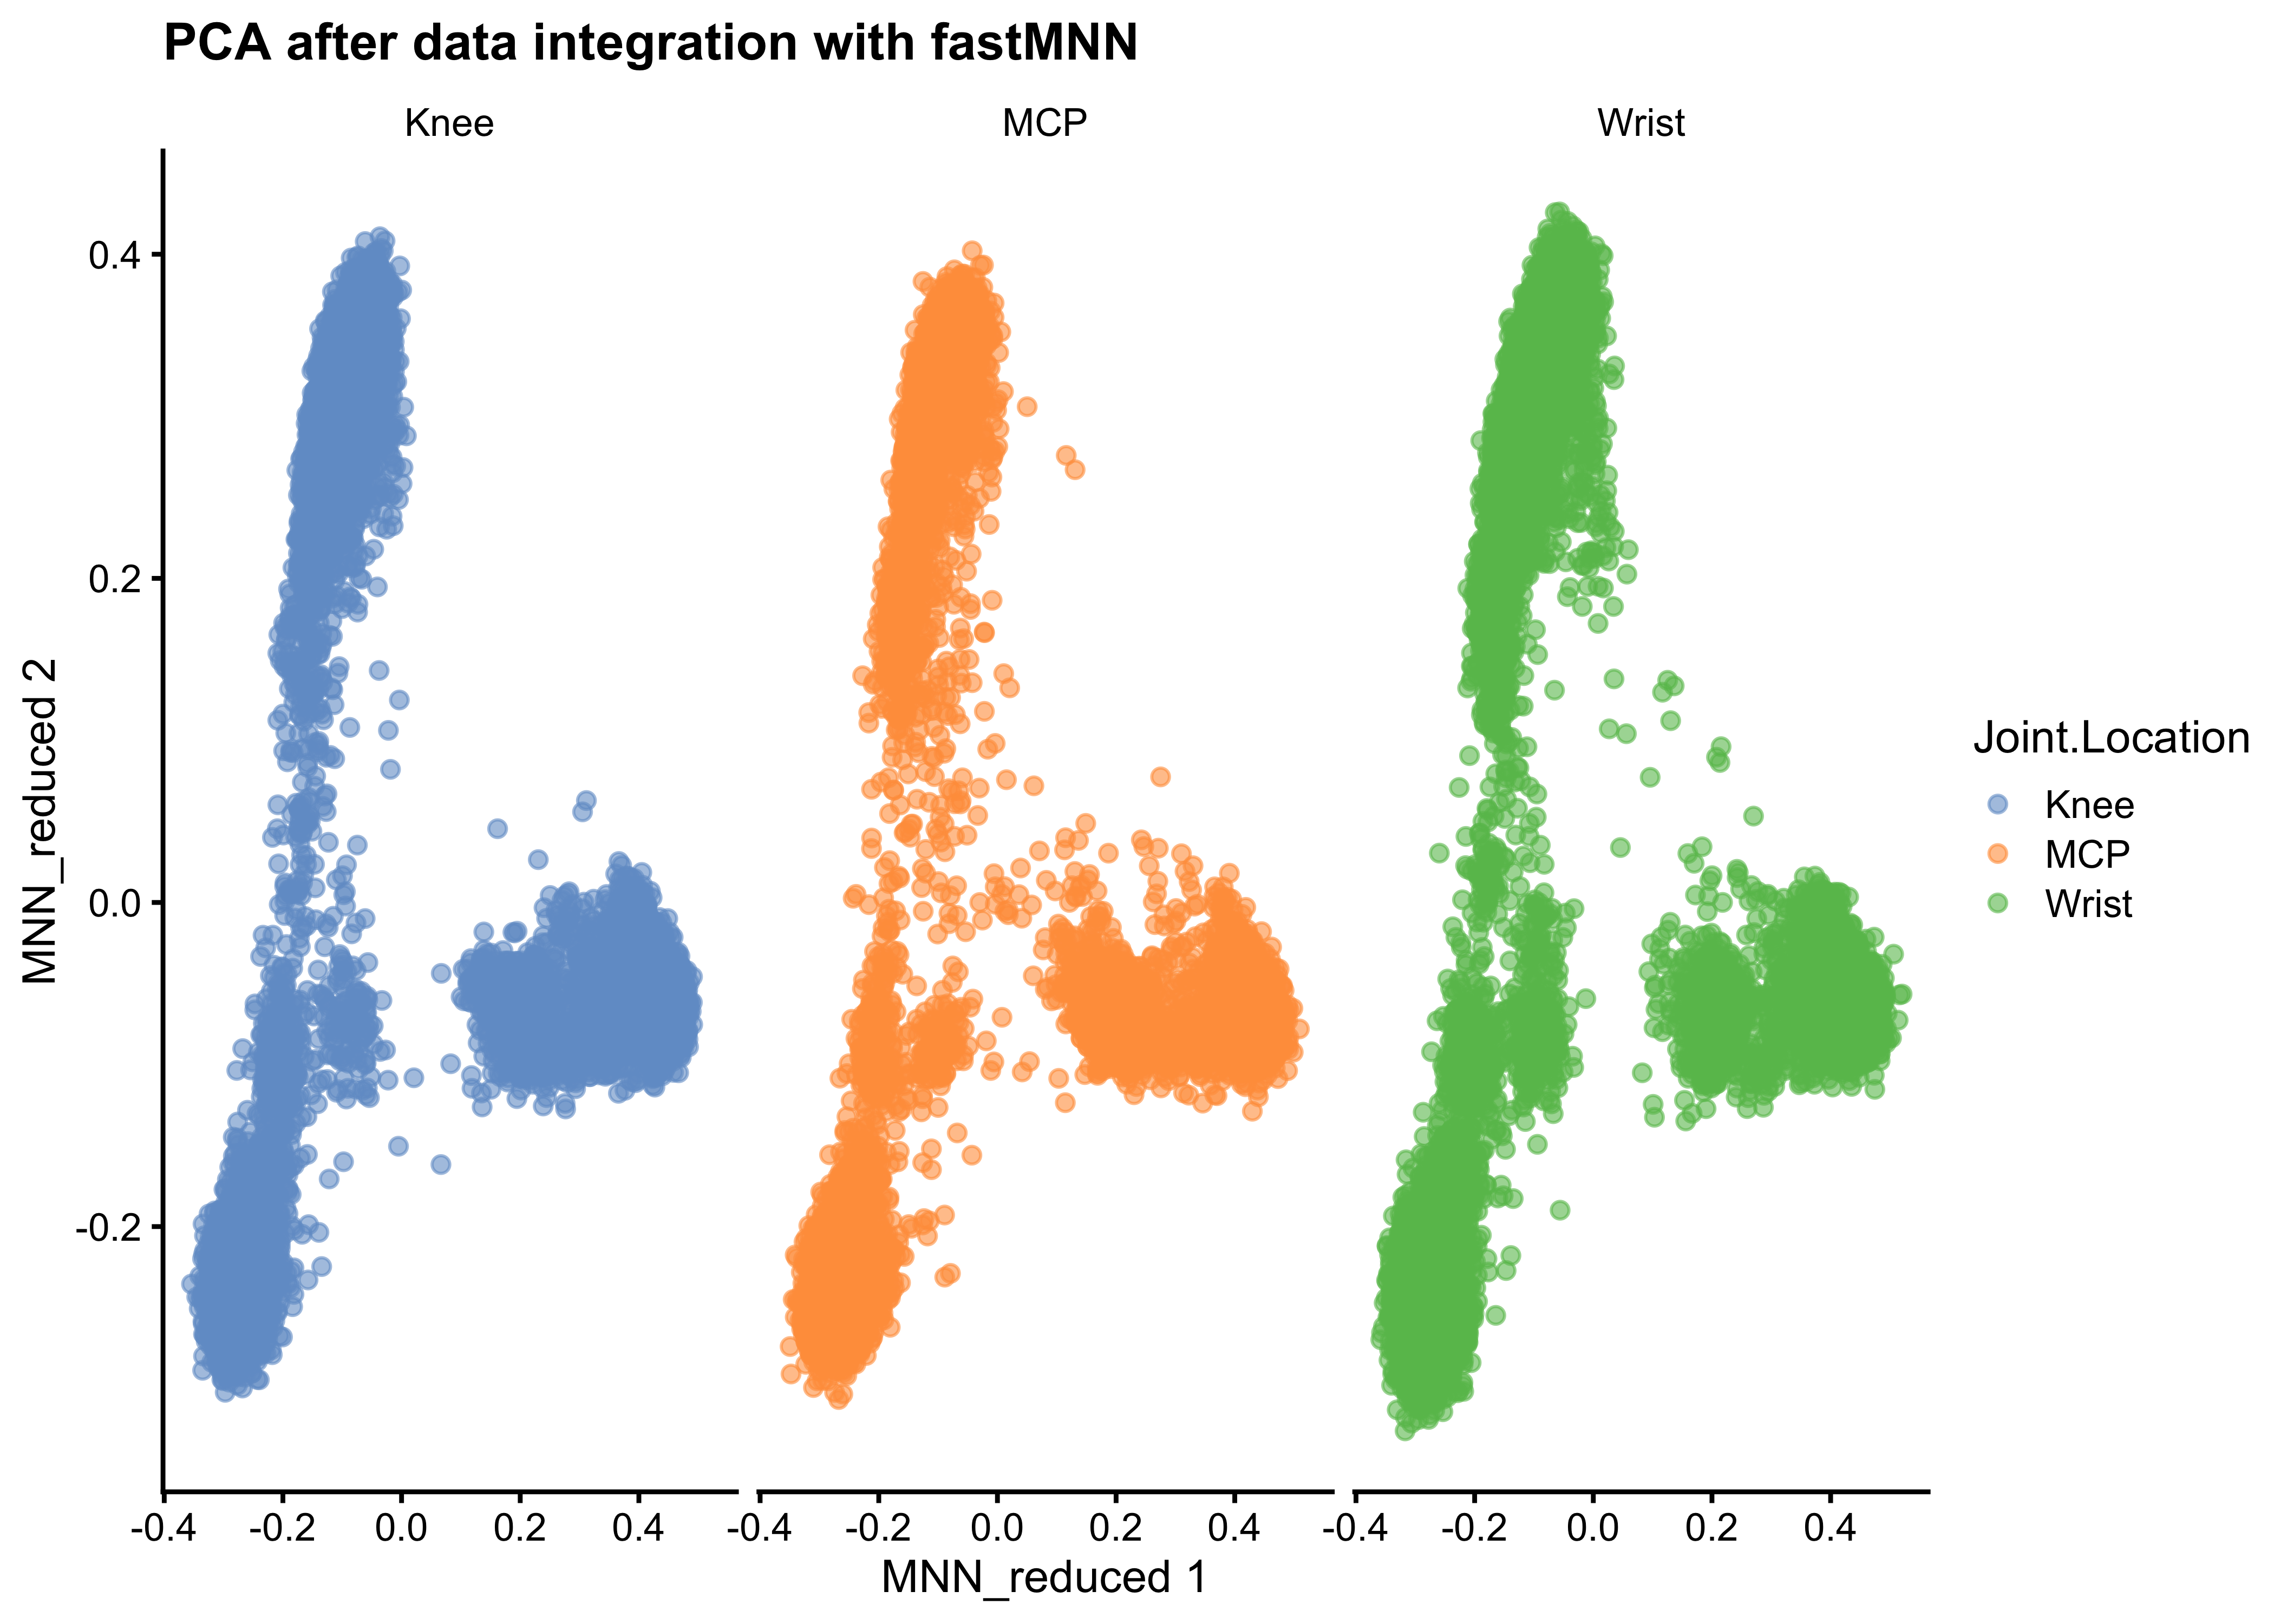 PCA after data integration with fastMNN
Knee MCP Wrist
0.4
0.2
0.0
-0.2
MNN_reduced 2
-0.4 -0.2 0.0 0.2 0.4 -0.4 -0.2 0.0 0.2 0.4 -0.4 -0.2 0.0 0.2 0.4
MNN_reduced 1
Joint.Location
Knee
MCP
Wrist